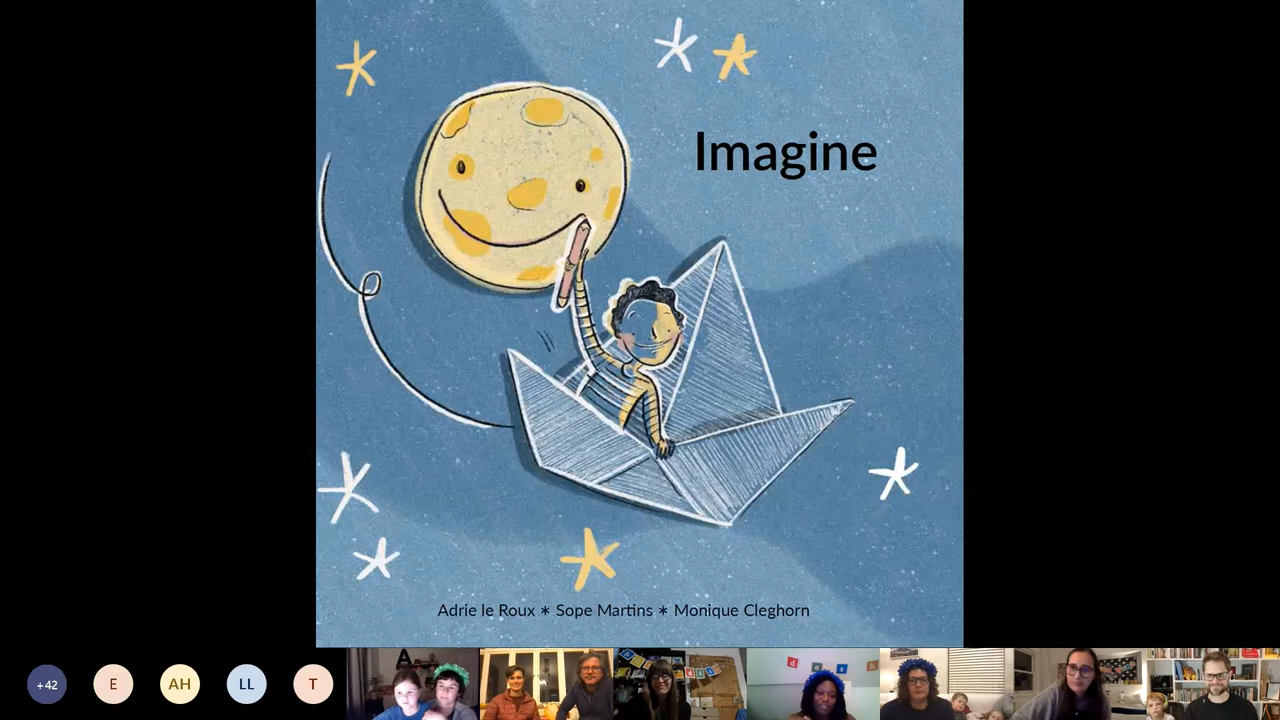 Imagine
Adrie le Roux ∗ Sope Martins ∗ Monique Cleghorn
+42
E
AH
LL
T
A
d a s h